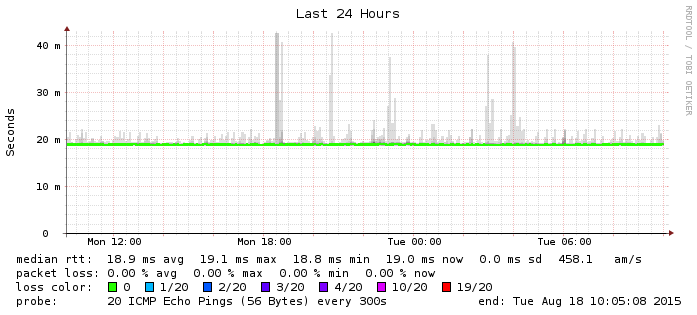 Last 24 Hours
RRDTOOL / TOBI OETIKER
Seconds
40 m
30 m
20 m
10 m
0
Mon 12:00 Mon 18:00 Tue 00:00 Tue 06:00
median rtt: 18.9 ms avg 19.1 ms max 18.8 ms min 19.0 ms now 0.0 ms sd 458.1 am/s
packet loss: 0.00 % avg 0.00 % max 0.00 % min 0.00 % now
loss color: 0 1/20 2/20 3/20 4/20 10/20 19/20
probe: 20 ICMP Echo Pings (56 Bytes) every 300s end: Tue Aug 18 10:05:08 2015